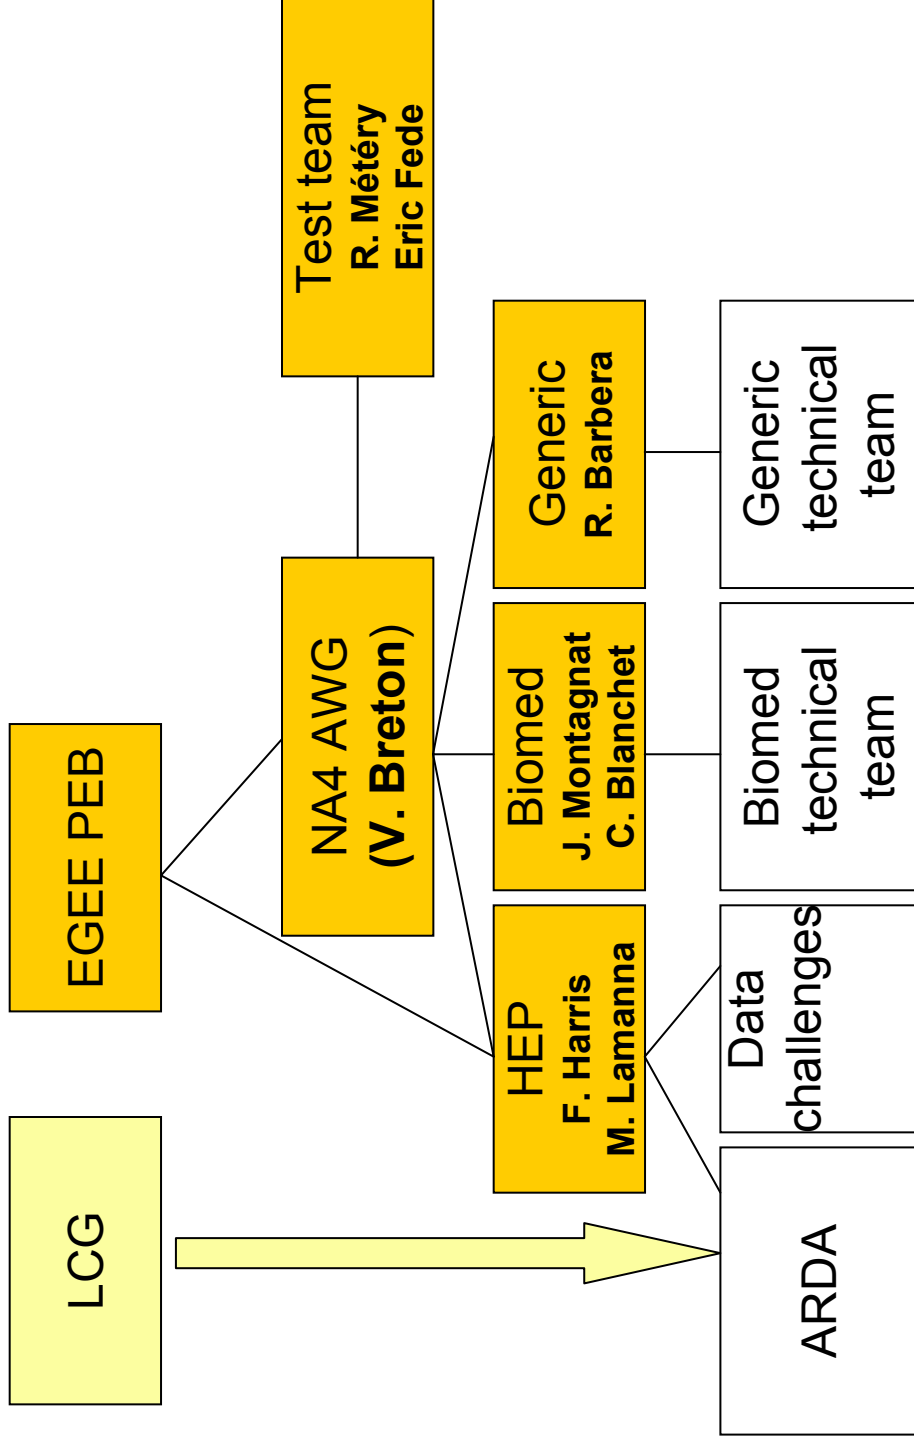 LCG
EGEE PEB
NA4 AWG
(V. Breton)
Test team
R. Météry
Eric Fede
HEP
F. Harris
M. Lamanna
Biomed
J. Montagnat
C. Blanchet
Generic
R. Barbera
ARDA
Data
challenges
Biomed
technical
team
Generic
technical
team